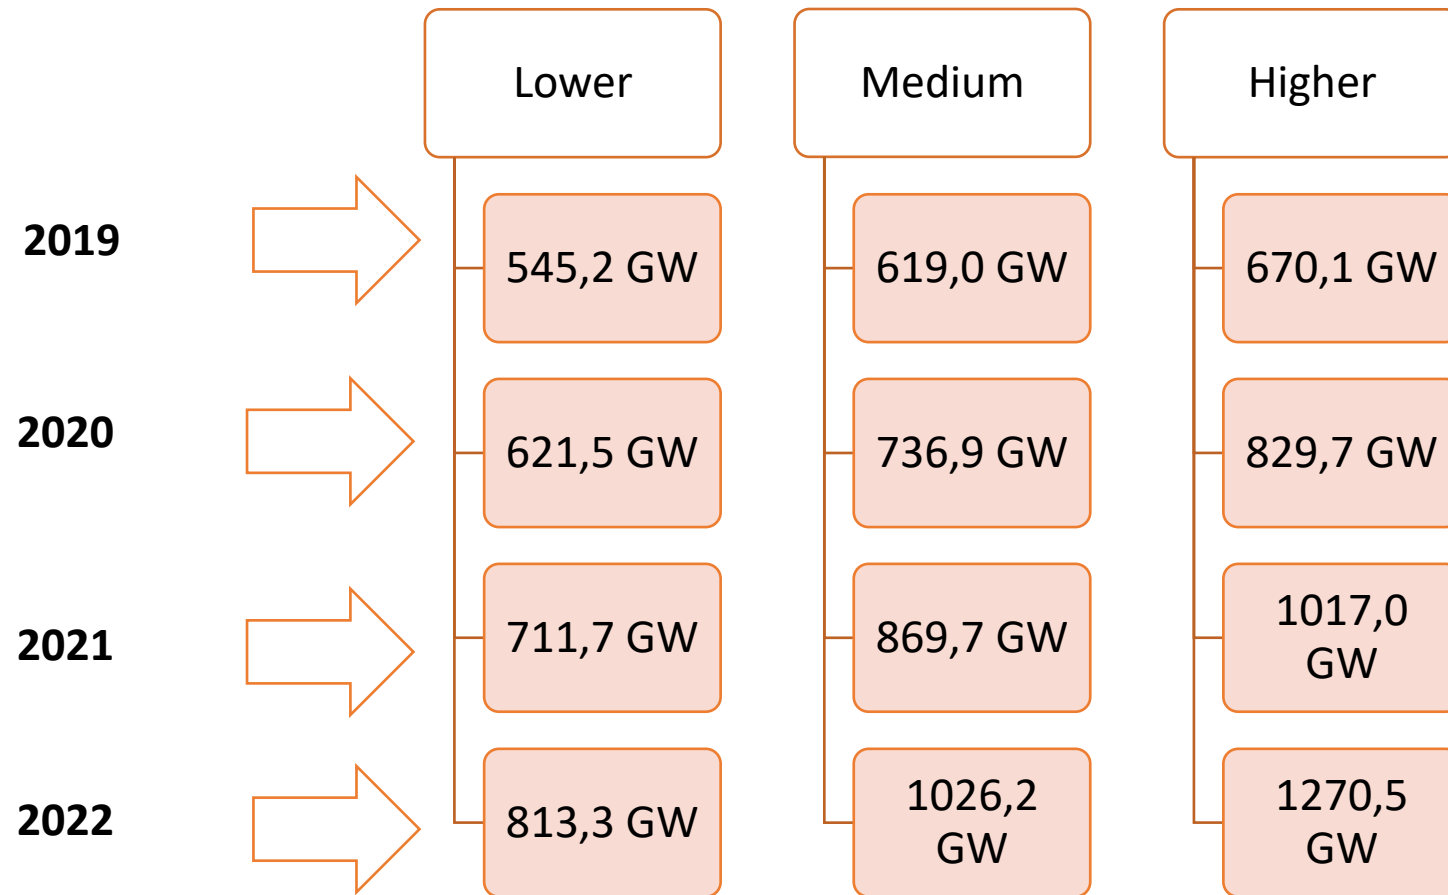 Lower
Medium
Higher
2019
545,2 GW
619,0 GW
670,1 GW
2020
621,5 GW
736,9 GW
829,7 GW
2021
711,7 GW
869,7 GW
1017,0
GW
2022
813,3 GW
1026,2
GW
1270,5
GW